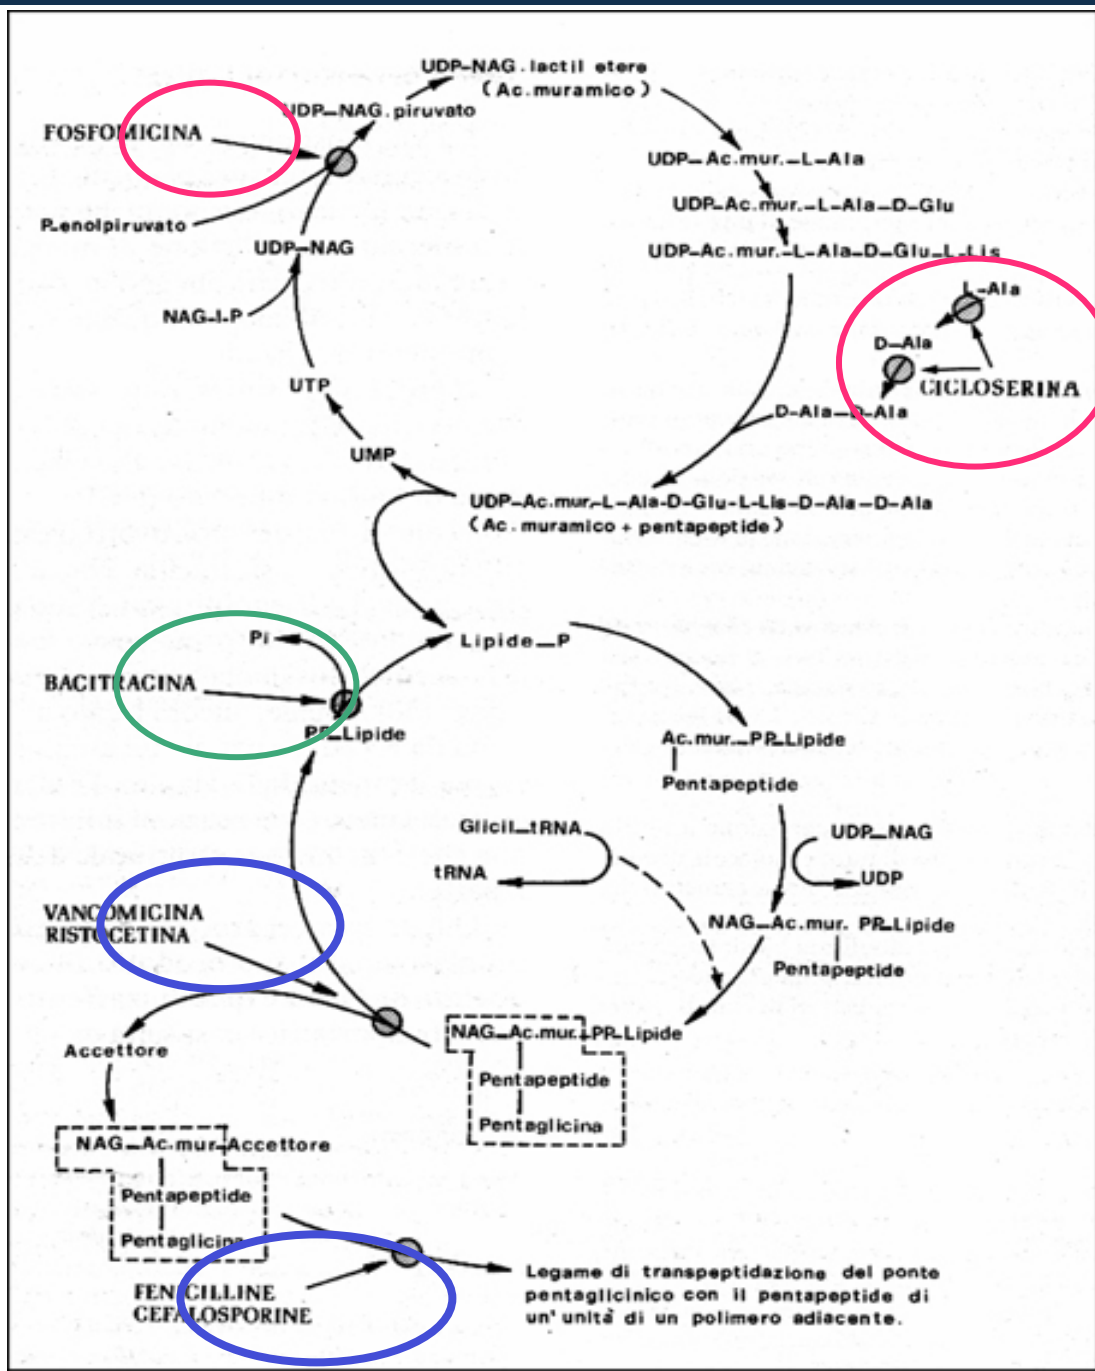 UDP-NAG.lactil etere
(Ac.muramico)
UDP-NAG.piruvato
FOSFOMICINA
UDP-Ac.mur.-L-Ala
UDP-Ac.mur.-L-Ala-D-Glu
P-enolpiruvato
UDP-NAG
UDP-Ac.mur.-L-Ala-D-Glu-L-Lis
L-Ala
NAG-I-P
D-Ala
UTP
CICLOSERINA
D-Ala-D-Ala
UMP
UDP-Ac.mur.-L-Ala-D-Glu-L-Lis-D-Ala-D-Ala
(Ac.muramico + pentapeptide)
Pi
Lipide-P
BACITRACINA
PP-Lipide
Ac.mur.-PP-Lipide
Pentapeptide
Glicil-tRNA
UDP-NAG
tRNA
UDP
VANCOMICINA
RISTOCETINA
NAG-Ac.mur. PP-Lipide
Pentapeptide
NAG-Ac.mur.-PP-Lipide
Accettore
Pentapeptide
Pentaglicina
NAG-Ac.mur-Accettore
Pentapeptide
Pentaglicina
FENICILLINE
CEFALOSPORINE
Legame di transpeptidazione del ponte
pentaglicinico con il pentapeptide di
un'unità di un polimero adiacente.